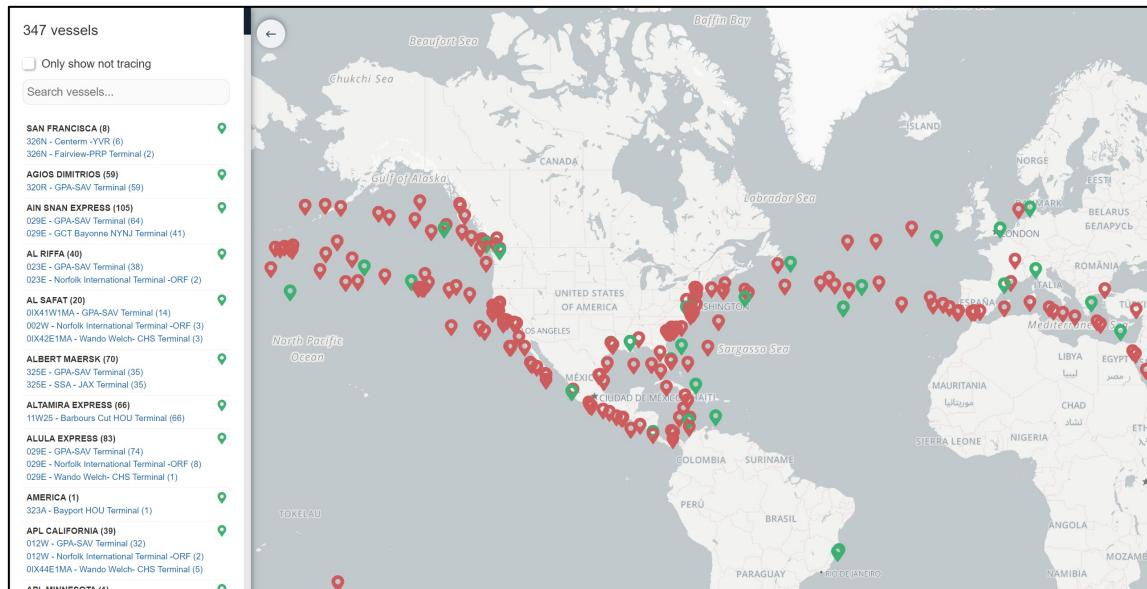 347 vessels
Only show not tracing
Search vessels...
SAN FRANCISCA (8)
326N - Centerm -YVR (6)
326N - Fairview-PRP Terminal (2)
AGIOS DIMITRIOS (59)
320R - GPA-SAV Terminal (59)
AIN SNAN EXPRESS (105)
029E - GPA-SAV Terminal (64)
029E - GCT Bayonne NYNJ Terminal (41)
AL RIFFA (40)
023E - GPA-SAV Terminal (38)
023E - Norfolk International Terminal -ORF (2)
AL SAFAT (20)
0IX41W1MA - GPA-SAV Terminal (14)
002W - Norfolk International Terminal -ORF (3)
0IX42E1MA - Wando Welch- CHS Terminal (3)
ALBERT MAERSK (70)
325E - GPA-SAV Terminal (35)
325E - SSA - JAX Terminal (35)
ALTAMIRA EXPRESS (66)
11W25 - Barbours Cut HOU Terminal (66)
ALULA EXPRESS (83)
029E - GPA-SAV Terminal (74)
029E - Norfolk International Terminal -ORF (8)
029E - Wando Welch- CHS Terminal (1)
AMERICA (1)
323A - Bayport HOU Terminal (1)
APL CALIFORNIA (39)
012W - GPA-SAV Terminal (32)
012W - Norfolk International Terminal -ORF (2)
0IX44E1MA - Wando Welch- CHS Terminal (5)
Baffin Bay
Beaufort Sea
Chukchi Sea
ISLAND
NORGE
CANADA
Gulf of Alaska
EESTI
Labrador Sea
BELARUS
БЕЛАРУСЬ
LONDON
ROMÂNIA
UNITED STATES
OF AMERICA
ITALIA
ESPAÑA
LOS ANGELES
Mediterranean Sea
North Pacific
Ocean
Sargasso Sea
LIBYA
ليبيا
EGYPT
مصر
MÉXICO
CIUDAD DE MÉXICO
HAÏTI
MAURITANIA
موريتانيا
CHAD
تشاد
SIERRA LEONE
NIGERIA
COLOMBIA
SURINAME
PERÚ
BRASIL
TOKELAU
ANGOLA
PARAGUAY
RIO DE JANEIRO
NAMIBIA